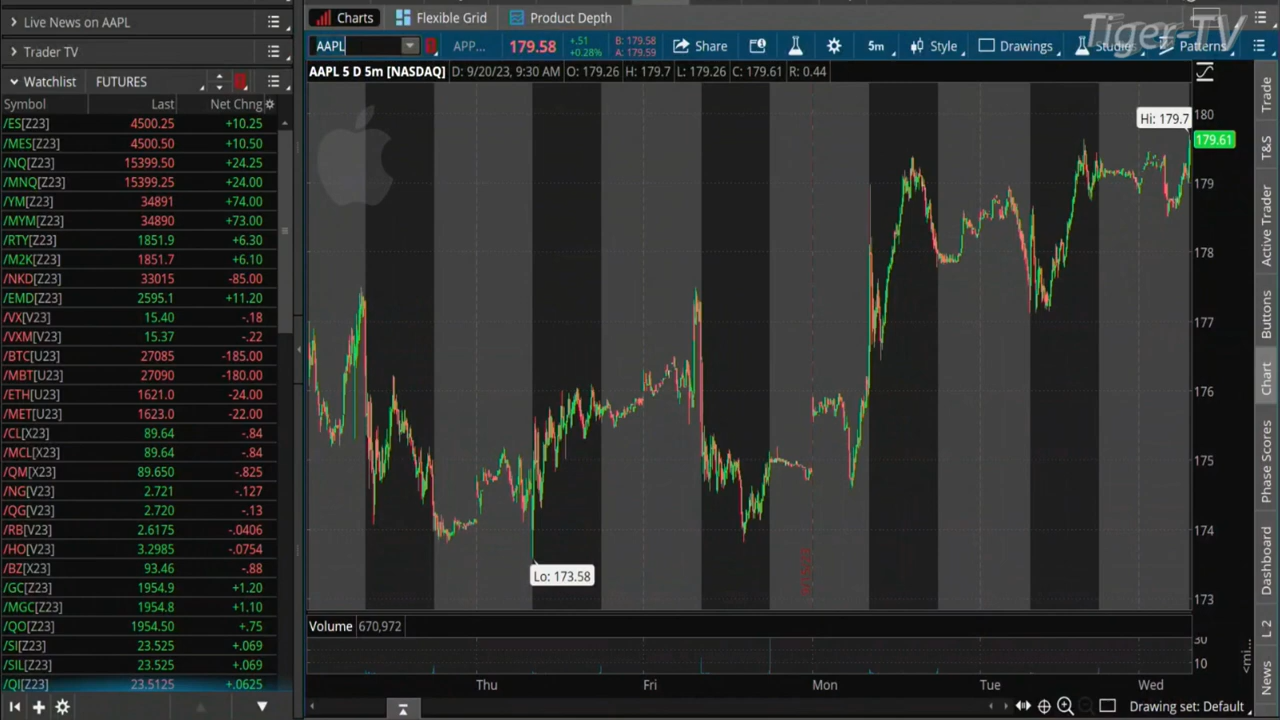 Live News on AAPL
Trader TV
Watchlist FUTURES
Symbol Last Net Chng
/ES[Z23] 4500.25 +10.25
/MES[Z23] 4500.50 +10.50
/NQ[Z23] 15399.50 +24.25
/MNQ[Z23] 15399.25 +24.00
/YM[Z23] 34891 +74.00
/MYM[Z23] 34890 +73.00
/RTY[Z23] 1851.9 +6.30
/M2K[Z23] 1851.7 +6.10
/NKD[Z23] 33015 -85.00
/EMD[Z23] 2595.1 +11.20
/VX[V23] 15.40 -.18
/VXM[V23] 15.37 -.22
/BTC[U23] 27085 -185.00
/MBT[U23] 27090 -180.00
/ETH[U23] 1621.0 -24.00
/MET[U23] 1623.0 -22.00
/CL[X23] 89.64 -.84
/MCL[X23] 89.64 -.84
/QM[X23] 89.650 -.825
/NG[V23] 2.721 -.127
/QG[V23] 2.720 -.13
/RB[V23] 2.6175 -.0406
/HO[V23] 3.2985 -.0754
/BZ[X23] 93.46 -.88
/GC[Z23] 1954.9 +1.20
/MGC[Z23] 1954.8 +1.10
/QO[Z23] 1954.50 +.75
/SI[Z23] 23.525 +.069
/SIL[Z23] 23.525 +.069
/QI[Z23] 23.5125 +.0625
Charts Flexible Grid Product Depth
Tiger-TV
AAPL APP... 179.58 +.51 +0.28% B: 179.58 A: 179.59 Share 5m Style Drawings Studies Patterns
AAPL 5 D 5m [NASDAQ] D: 9/20/23, 9:30 AM O: 179.26 H: 179.7 L: 179.26 C: 179.61 R: 0.44
Hi: 179.7
180
179.61
179
178
177
176
175
174
173
Lo: 173.58
Volume 670,972
30
10
Thu Fri Mon Tue Wed
Drawing set: Default
Trade
T&S
Active Trader
Buttons
Chart
Phase Scores
Dashboard
L 2
News